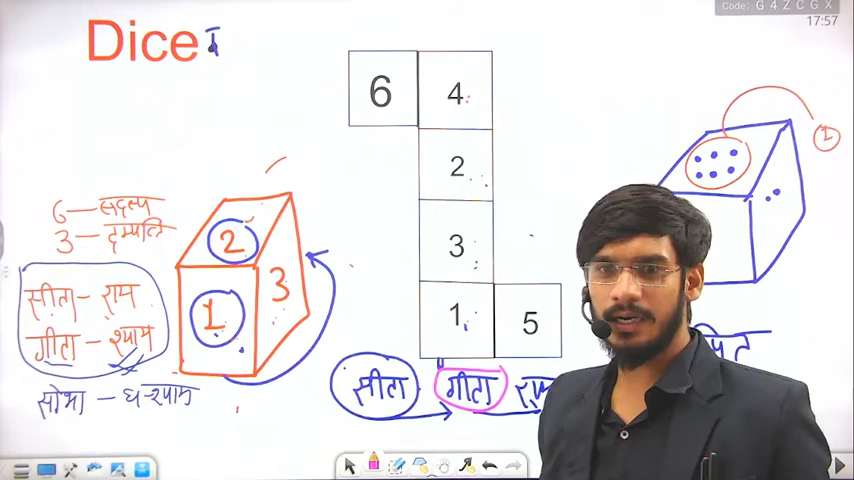 Code: G 4 Z C G X
17:57
Dice
6 4
2
3
1 5
6 — सदस्य
3 — दम्पति
सीता — राम
गीता — श्याम
सोभा — घनश्याम
2
1 3
1
सीता गीता राम